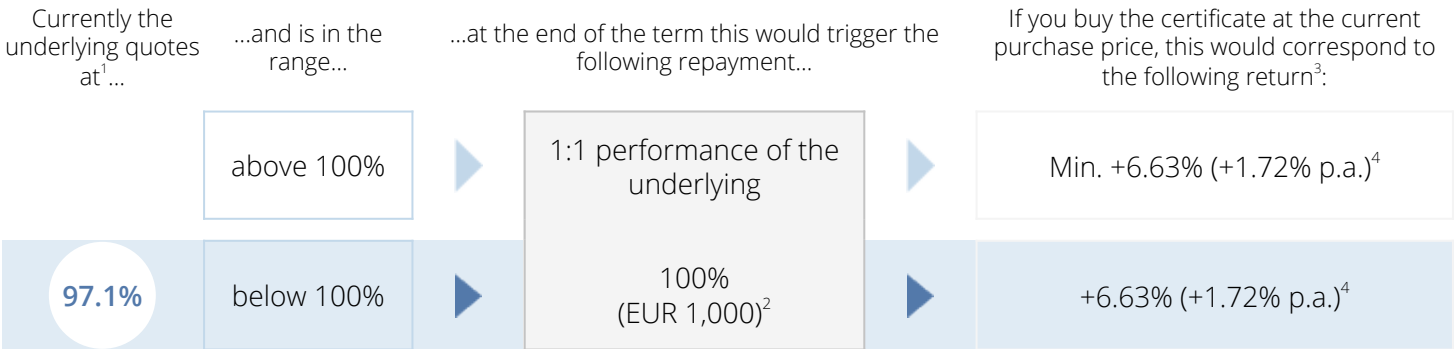 Currently the
underlying quotes
at¹...
...and is in the
range...
...at the end of the term this would trigger the
following repayment...
If you buy the certificate at the current
purchase price, this would correspond to
the following return³:
above 100%
1:1 performance of the
underlying
Min. +6.63% (+1.72% p.a.)⁴
97.1%
below 100%
100%
(EUR 1,000)²
+6.63% (+1.72% p.a.)⁴